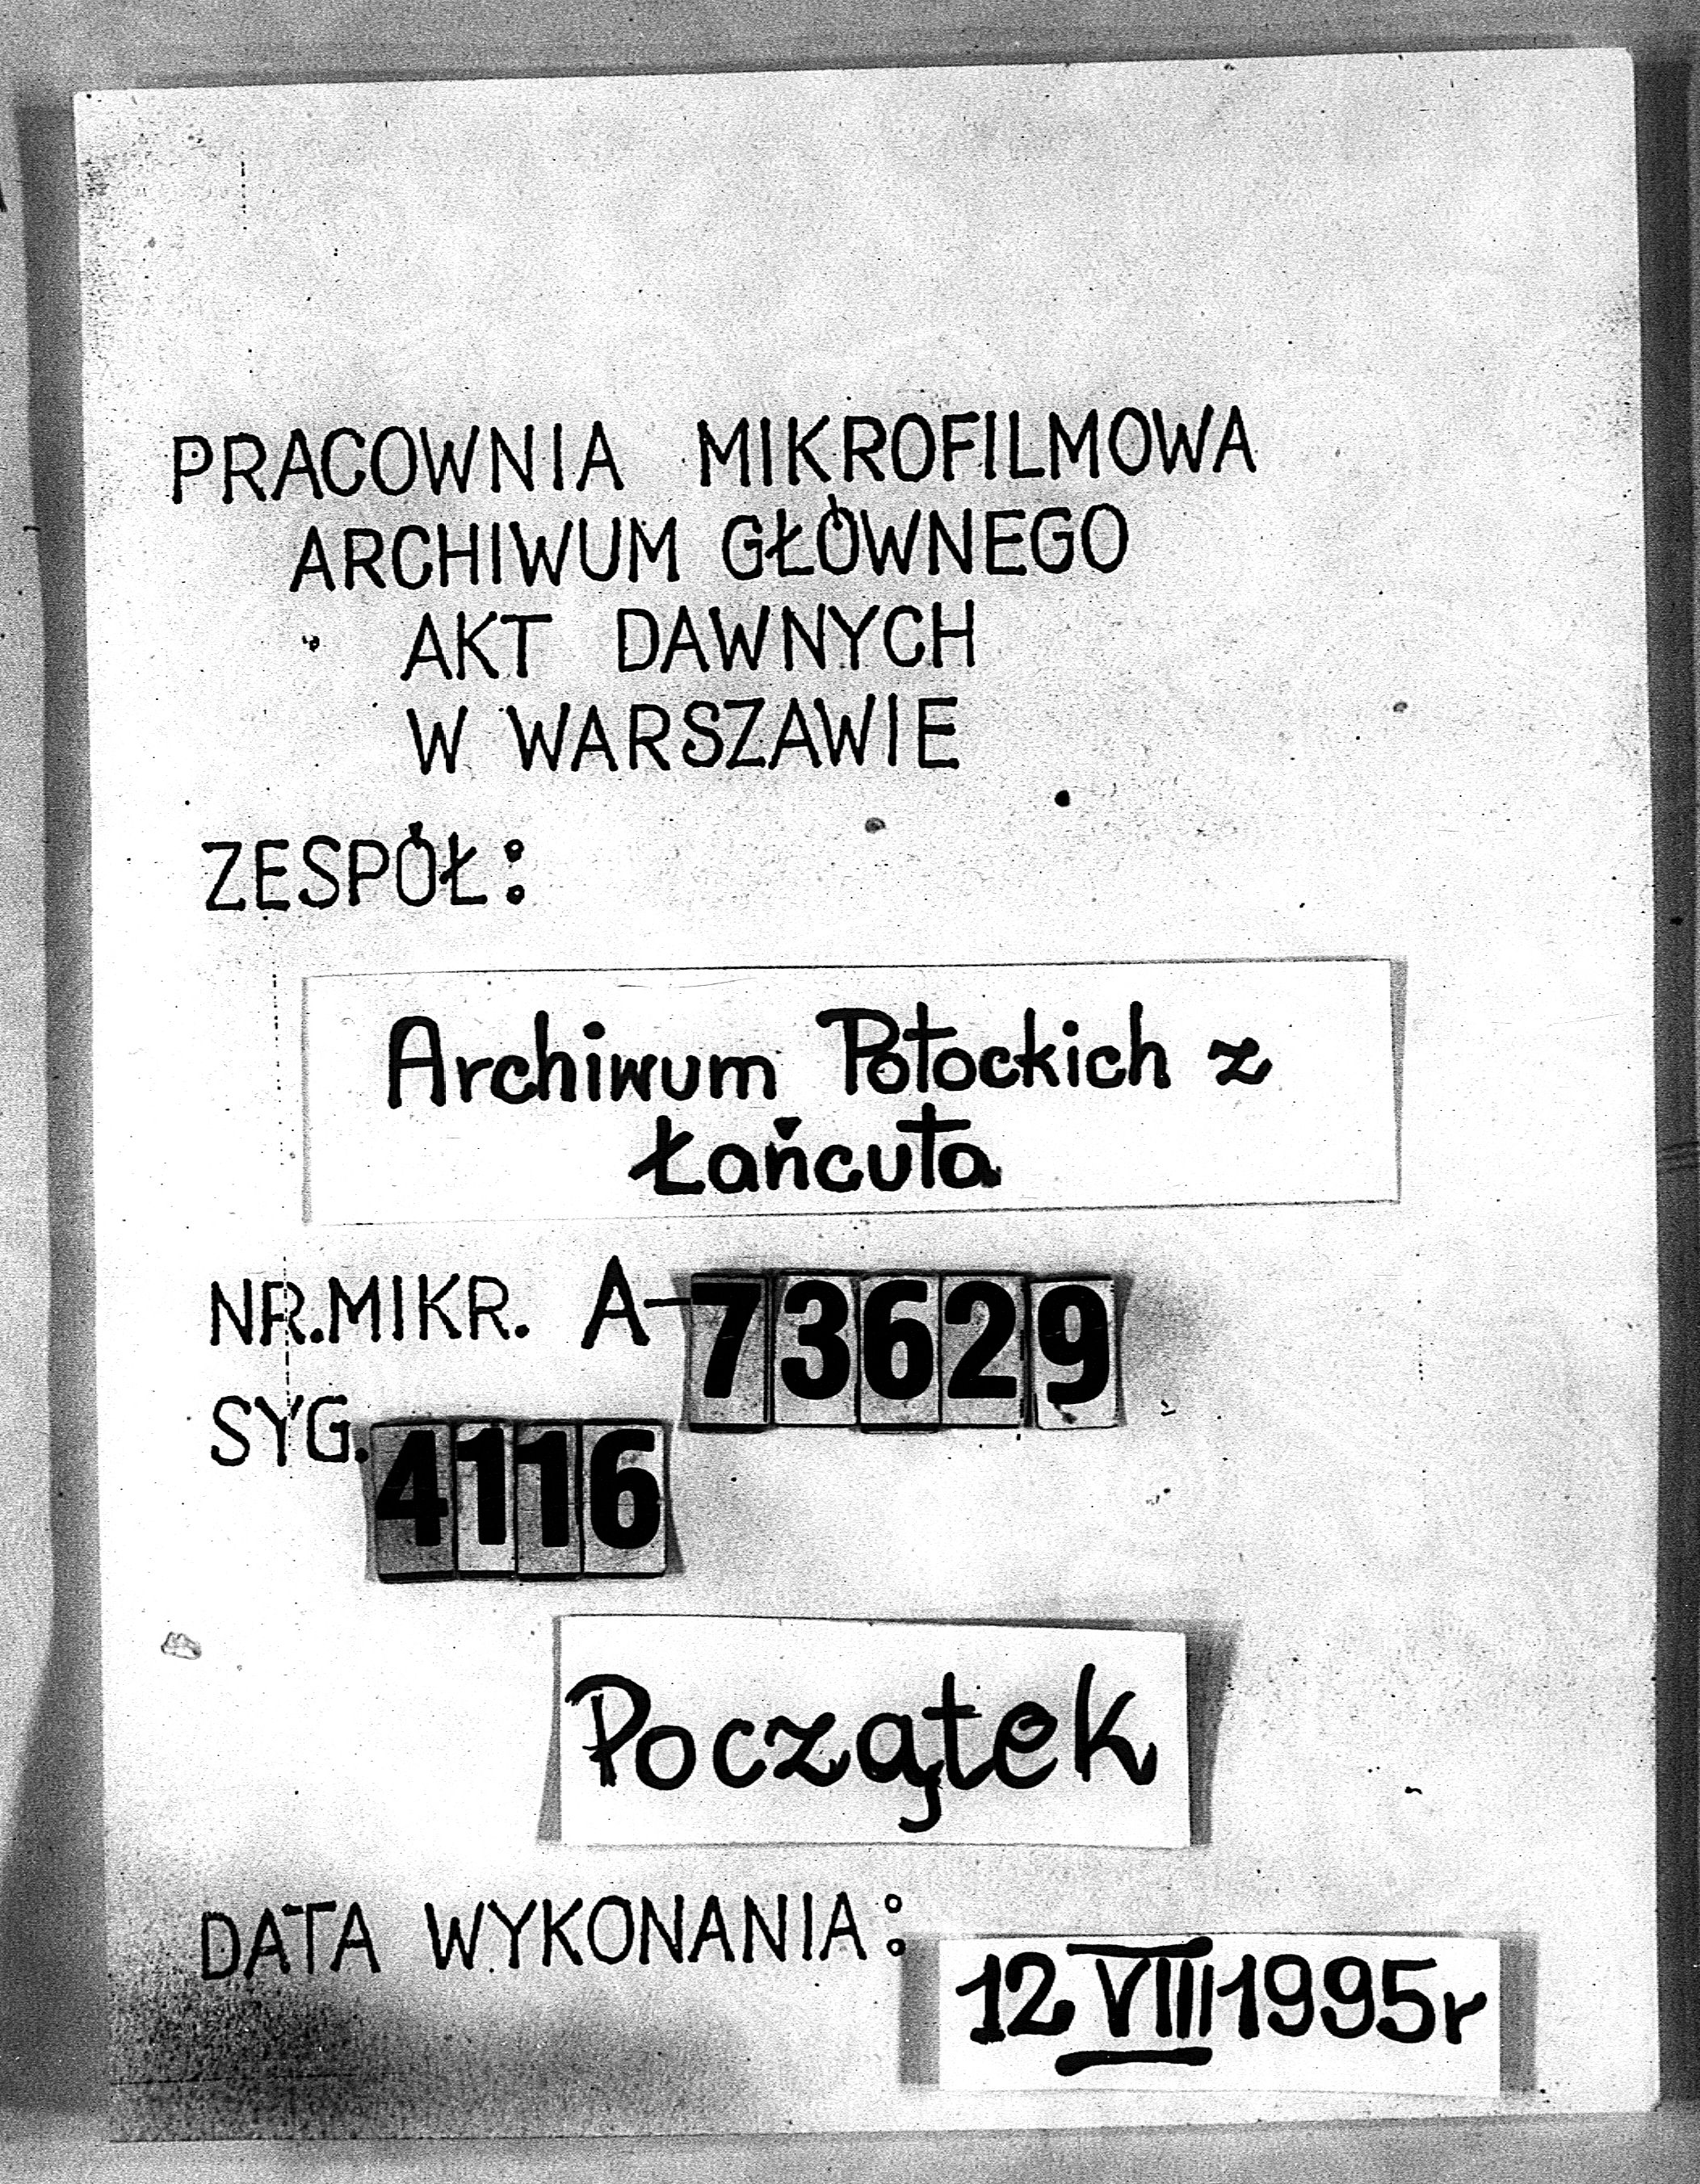 PRACOWNIA MIKROFILMOWA
ARCHIWUM GŁÓWNEGO
AKT DAWNYCH
W WARSZAWIE
ZESPÓŁ:
Archiwum Potockich z
Łańcuta
NR.MIKR. A-73629
SYG. 4116
Początek
DATA WYKONANIA: 12 VIII 1995r